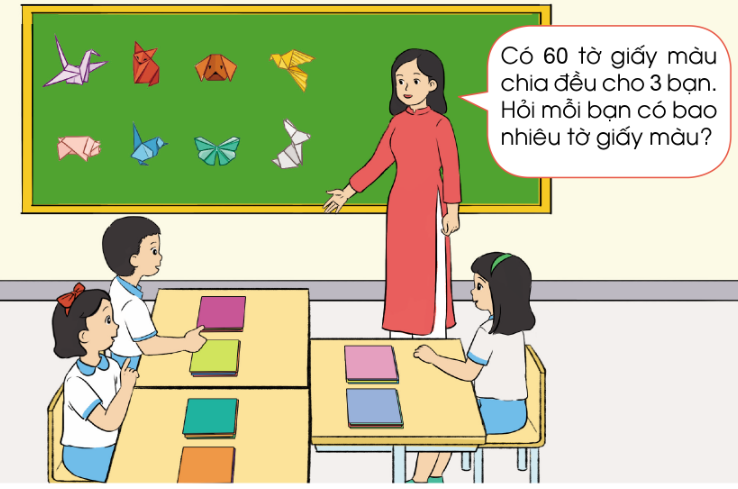 Có 60 tờ giấy màu
chia đều cho 3 bạn.
Hỏi mỗi bạn có bao
nhiêu tờ giấy màu?